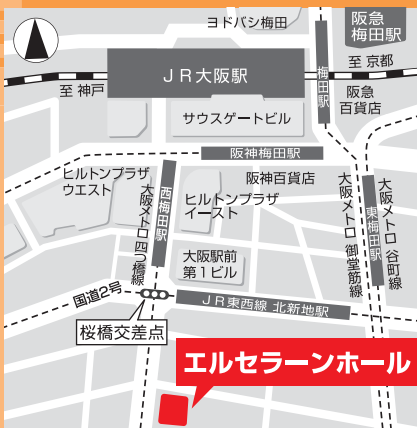 ヨドバシ梅田
阪急
梅田駅
JR大阪駅
梅田駅
至 京都
至 神戸
阪急
百貨店
サウスゲートビル
阪神梅田駅
ヒルトンプラザ
ウエスト
大阪メトロ 四つ橋線
西梅田駅
阪神百貨店
ヒルトンプラザ
イースト
大阪メトロ 御堂筋線
東梅田駅
大阪メトロ 谷町線
大阪駅前
第1ビル
国道2号
JR東西線 北新地駅
桜橋交差点
エルセラーンホール